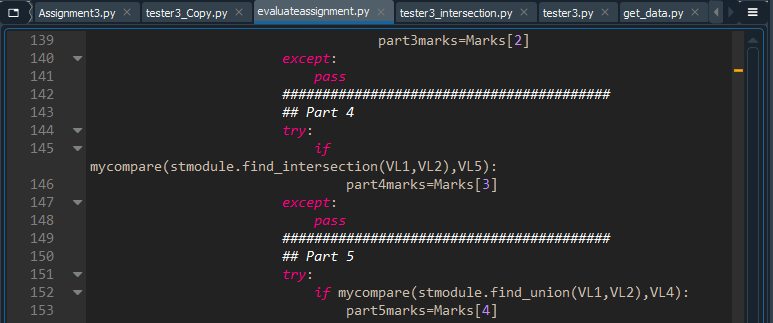 Assignment3.py tester3_Copy.py evaluateassignment.py tester3_intersection.py tester3.py get_data.py
139 part3marks=Marks[2]
140 except:
141 pass
142 #########################################
143 ## Part 4
144 try:
145 if
mycompare(stmodule.find_intersection(VL1,VL2),VL5):
146 part4marks=Marks[3]
147 except:
148 pass
149 #########################################
150 ## Part 5
151 try:
152 if mycompare(stmodule.find_union(VL1,VL2),VL4):
153 part5marks=Marks[4]